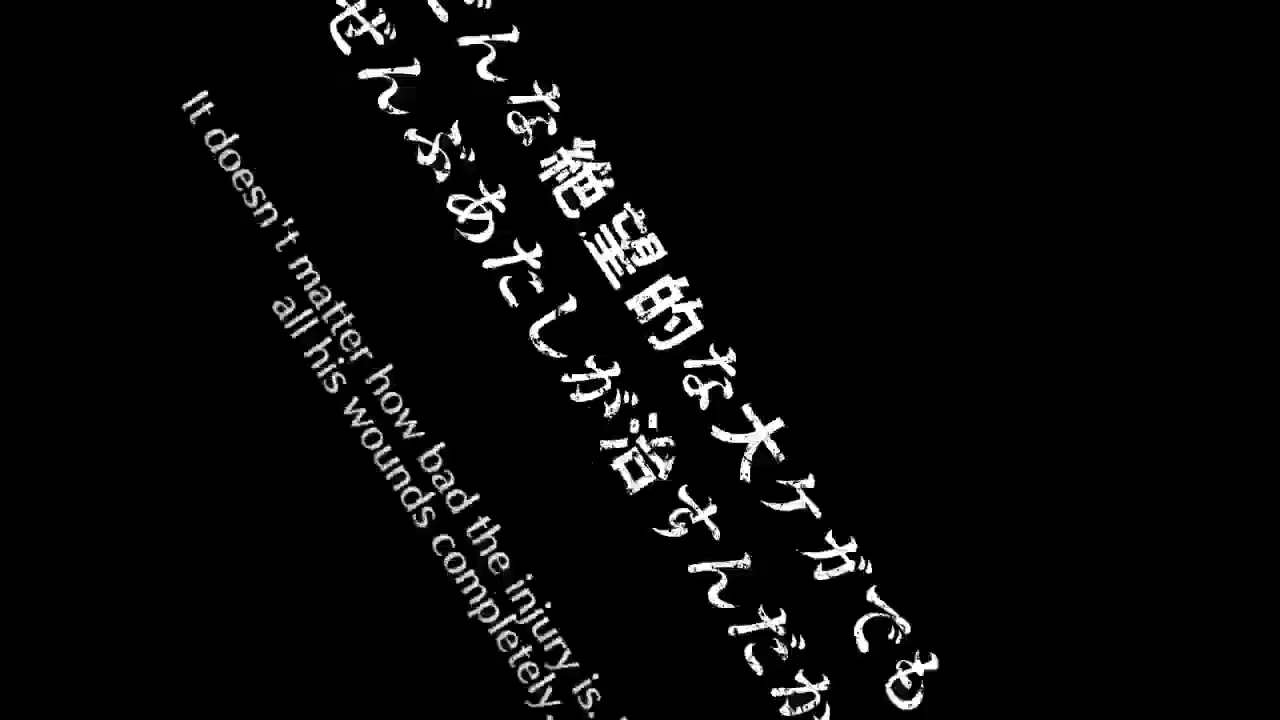 どんな絶望的な大ケガでも
ぜんぶあたしが治すんだか
It doesn't matter how bad the injury is.
all his wounds completely.